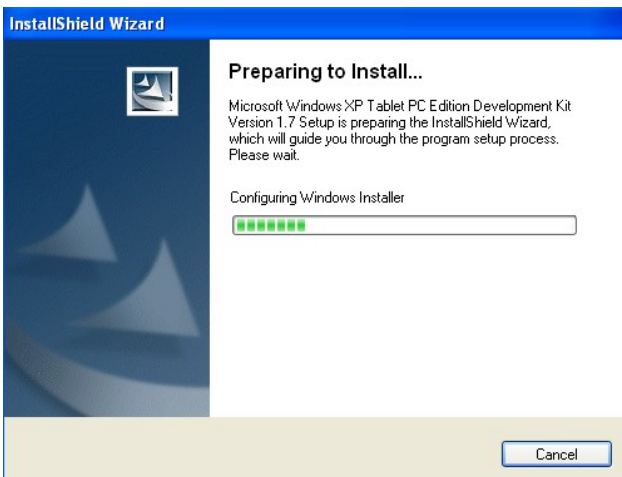 InstallShield Wizard
Preparing to Install...
Microsoft Windows XP Tablet PC Edition Development Kit
Version 1.7 Setup is preparing the InstallShield Wizard,
which will guide you through the program setup process.
Please wait.
Configuring Windows Installer
Cancel